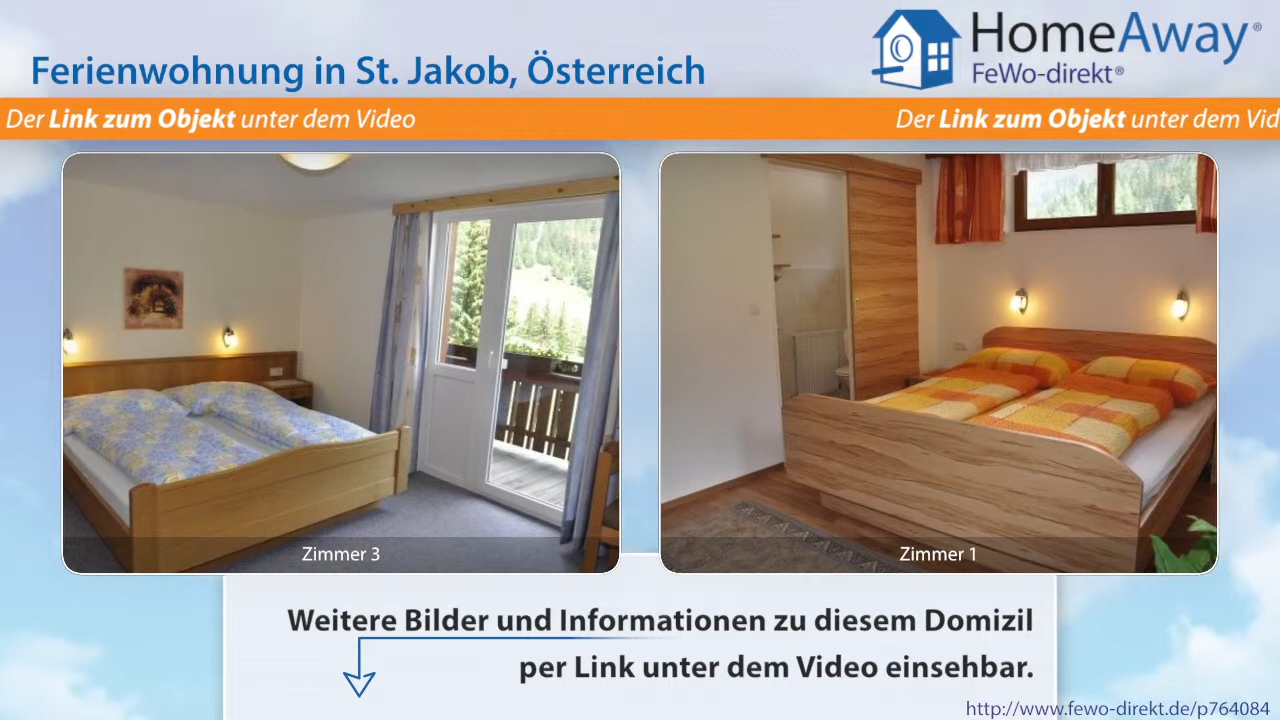 Ferienwohnung in St. Jakob, Österreich
HomeAway®
FeWo-direkt®
Der Link zum Objekt unter dem Video
Der Link zum Objekt unter dem Vid
Zimmer 3
Zimmer 1
Weitere Bilder und Informationen zu diesem Domizil
per Link unter dem Video einsehbar.
http://www.fewo-direkt.de/p764084